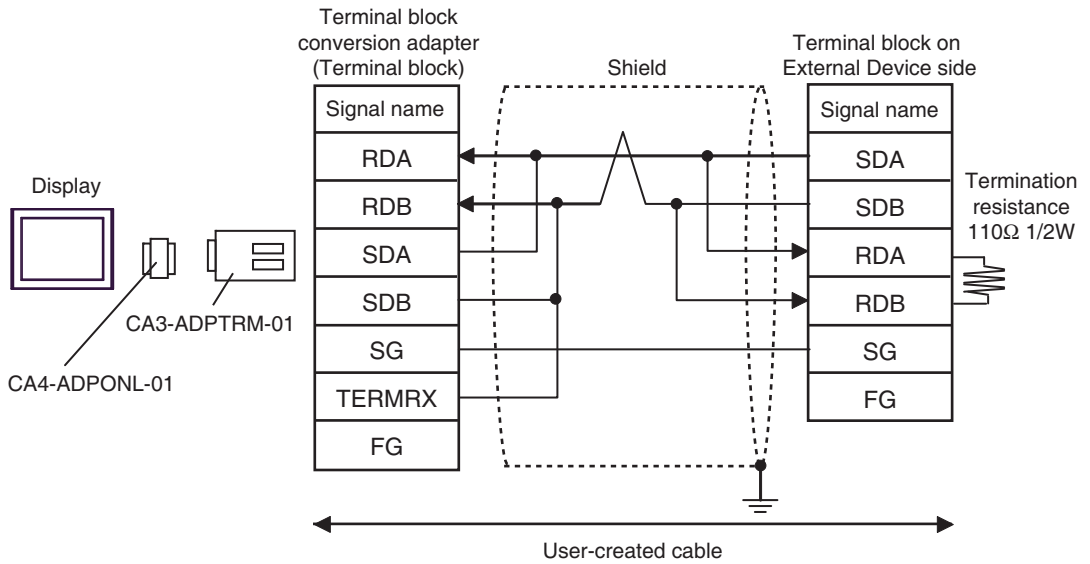 Terminal block
conversion adapter
(Terminal block)
Shield
Terminal block on
External Device side
Display
CA3-ADPTRM-01
CA4-ADPONL-01
Signal name
RDA
RDB
SDA
SDB
SG
TERMRX
FG
Signal name
SDA
SDB
RDA
RDB
SG
FG
Termination
resistance
110Ω 1/2W
User-created cable